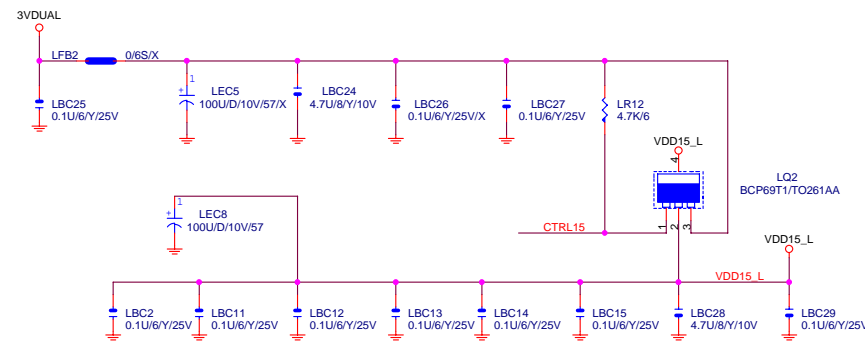 3VDUAL
LFB2 0/6S/X
LBC25
0.1U/6/Y/25V
1
+
LEC5
100U/D/10V/57/X
LBC24
4.7U/8/Y/10V
LBC26
0.1U/6/Y/25V/X
LBC27
0.1U/6/Y/25V
LR12
4.7K/6
VDD15_L
4
LQ2
BCP69T1/TO261AA
1
+
LEC8
100U/D/10V/57
CTRL15
1 2 3
VDD15_L
VDD15_L
LBC2
0.1U/6/Y/25V
LBC11
0.1U/6/Y/25V
LBC12
0.1U/6/Y/25V
LBC13
0.1U/6/Y/25V
LBC14
0.1U/6/Y/25V
LBC15
0.1U/6/Y/25V
LBC28
4.7U/8/Y/10V
LBC29
0.1U/6/Y/25V